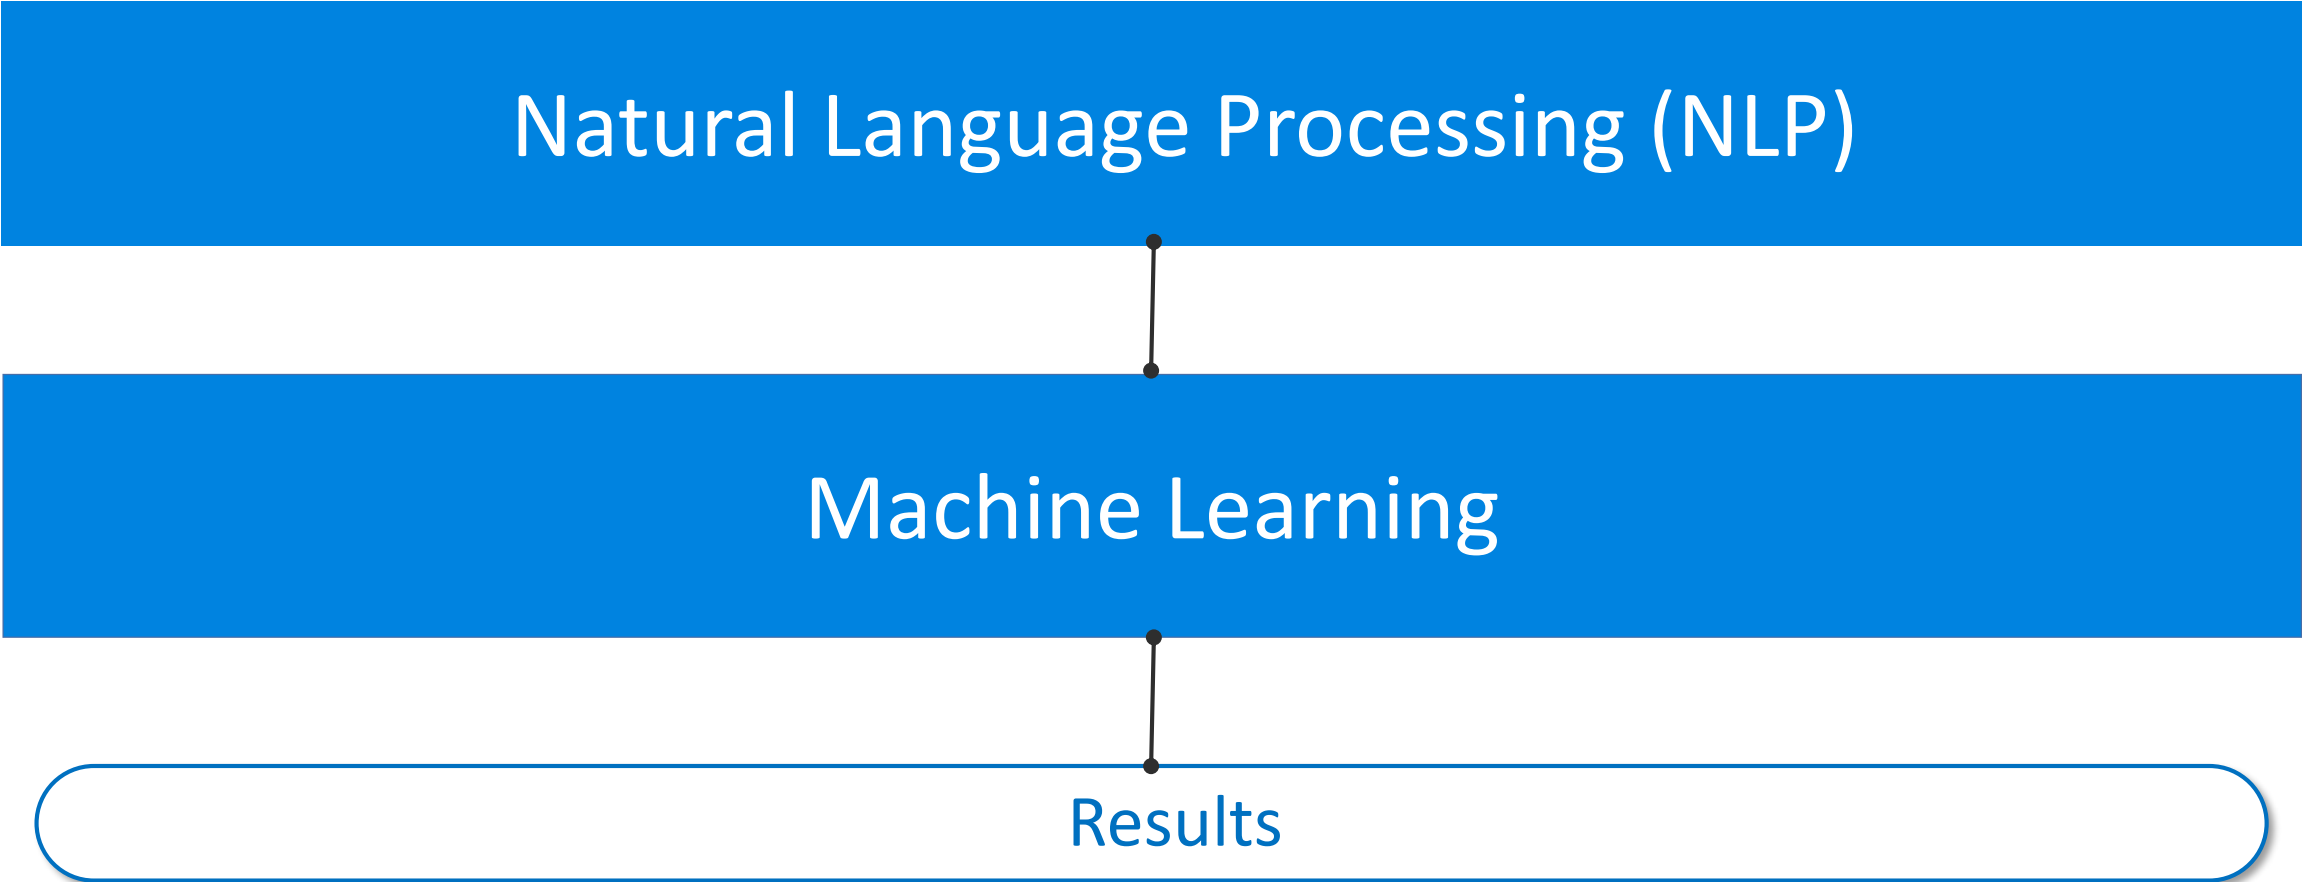 Natural Language Processing (NLP)
Machine Learning
Results